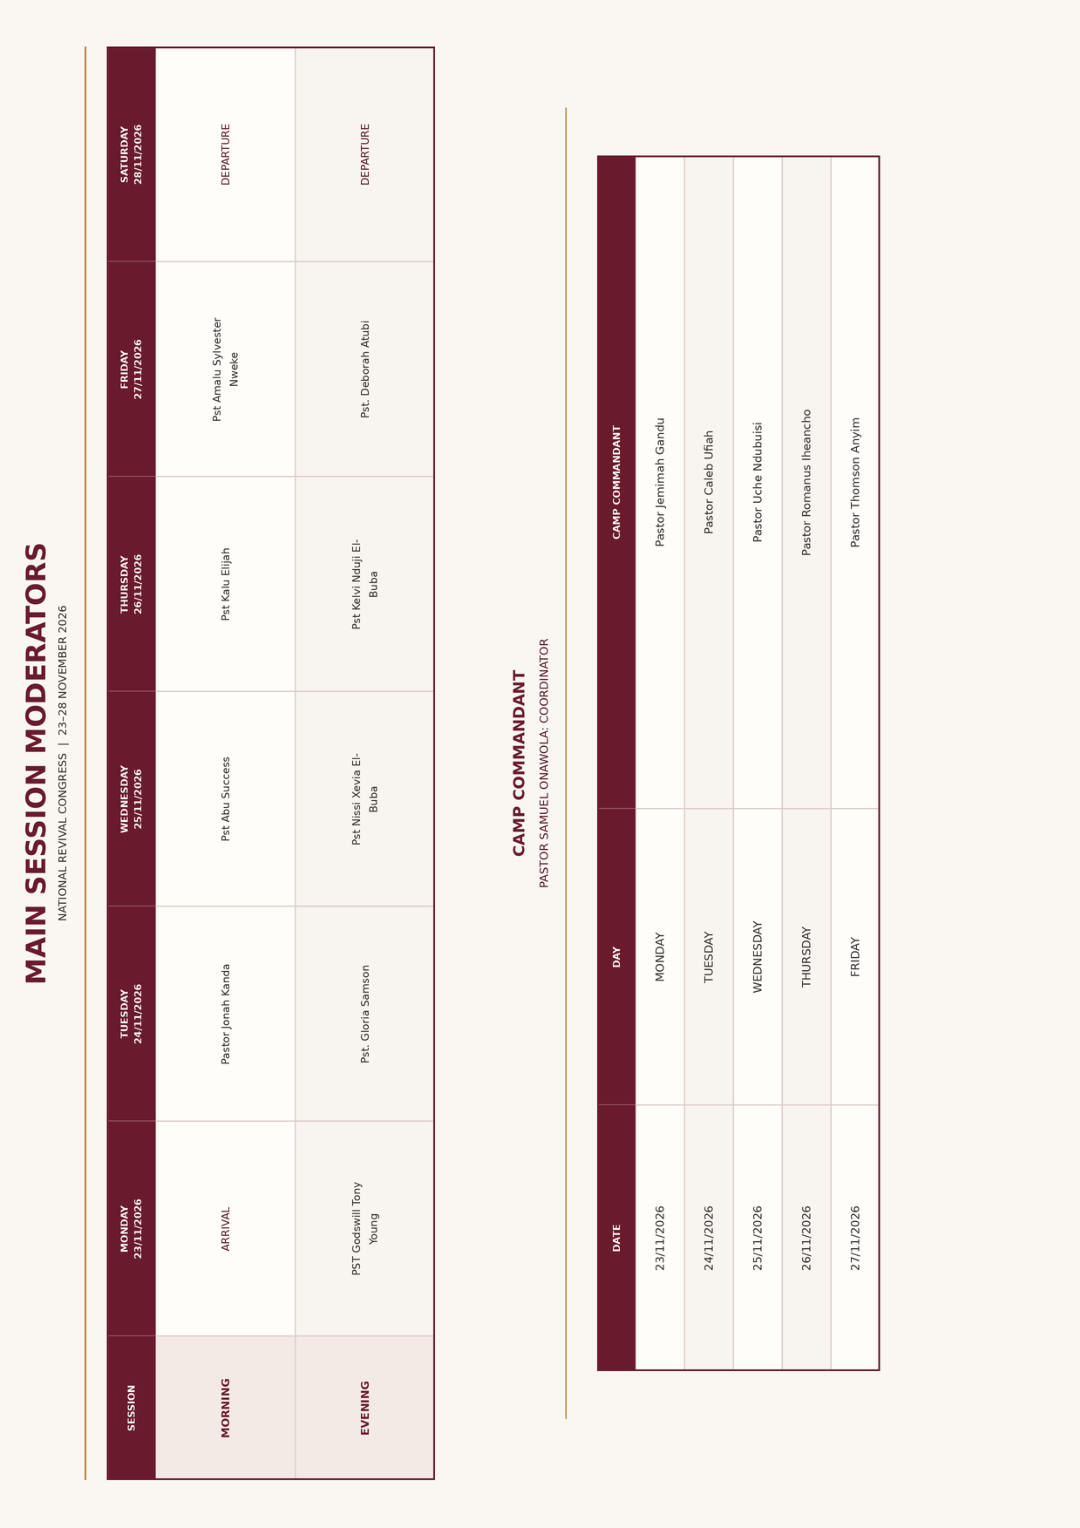 MAIN SESSION MODERATORS
NATIONAL REVIVAL CONGRESS | 23–28 NOVEMBER 2026
SESSION MONDAY 23/11/2026 TUESDAY 24/11/2026 WEDNESDAY 25/11/2026 THURSDAY 26/11/2026 FRIDAY 27/11/2026 SATURDAY 28/11/2026
MORNING ARRIVAL Pastor Jonah Kanda Pst Abu Success Pst Kalu Elijah Pst Amalu Sylvester Nweke DEPARTURE
EVENING PST Godswill Tony Young Pst. Gloria Samson Pst Nissi Xevia El-Buba Pst Kelvi Nduji El-Buba Pst. Deborah Atubi DEPARTURE
CAMP COMMANDANT
PASTOR SAMUEL ONAWOLA: COORDINATOR
DATE DAY CAMP COMMANDANT
23/11/2026 MONDAY Pastor Jemimah Gandu
24/11/2026 TUESDAY Pastor Caleb Ufiah
25/11/2026 WEDNESDAY Pastor Uche Ndubuisi
26/11/2026 THURSDAY Pastor Romanus Iheancho
27/11/2026 FRIDAY Pastor Thomson Anyim